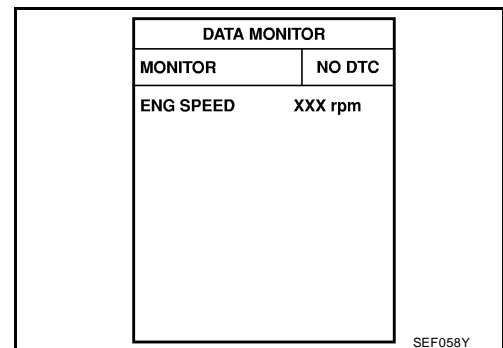 DATA MONITOR
MONITOR NO DTC
ENG SPEED XXX rpm
SEF058Y